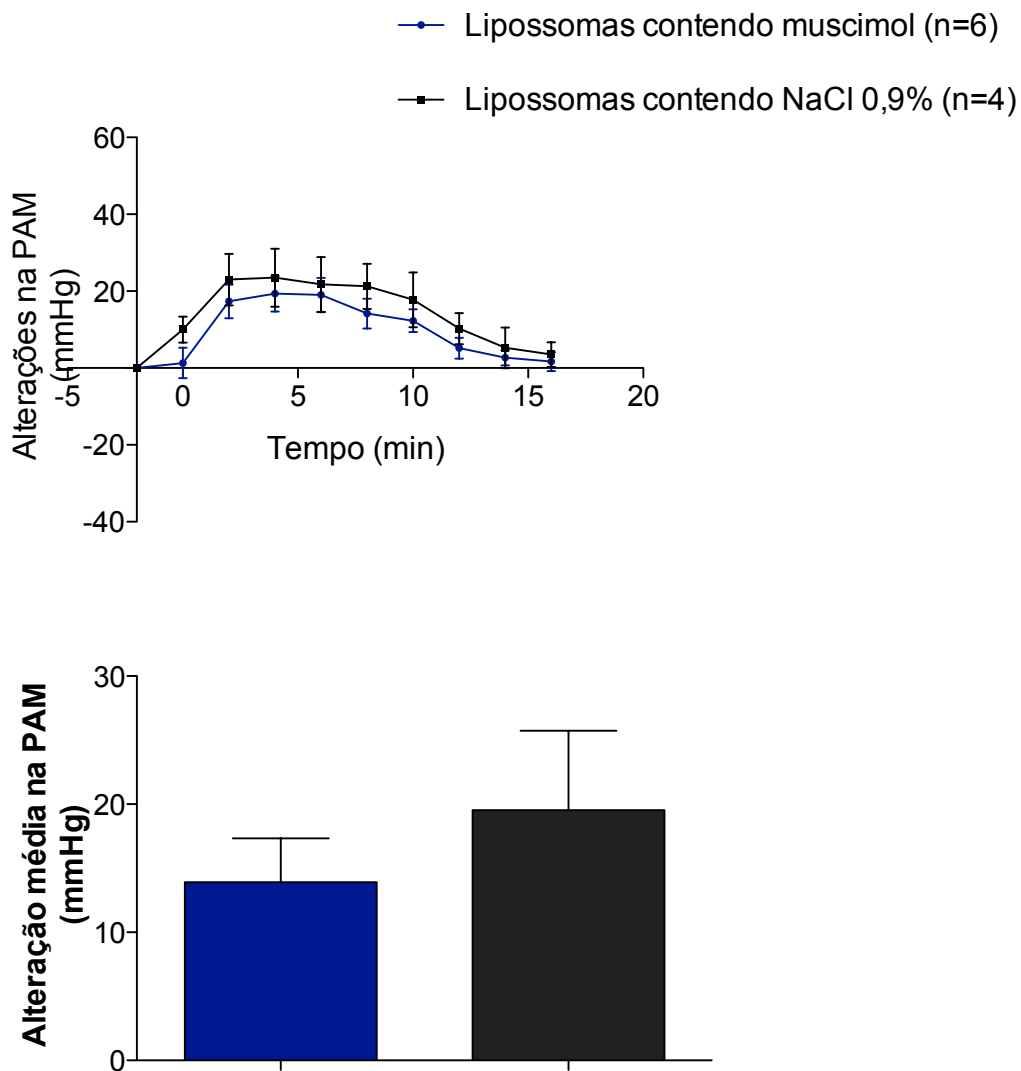 Lipossomas contendo muscimol (n=6)
Lipossomas contendo NaCl 0,9% (n=4)
Alterações na PAM
(mmHg)
60
40
20
-20
-40
-5
0
5
10
15
20
Tempo (min)
Alteração média na PAM
(mmHg)
30
20
10
0